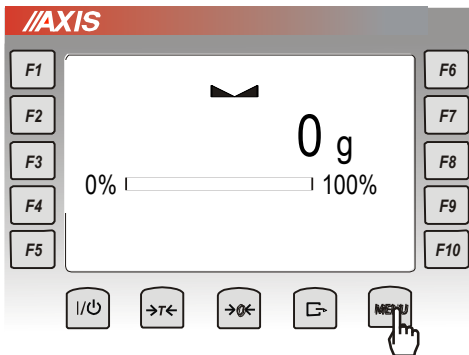 AXIS
F1
F6
F2
F7
0 g
F3
F8
0% 100%
F4
F9
F5
F10
I/⏻ →T← →0← MENU